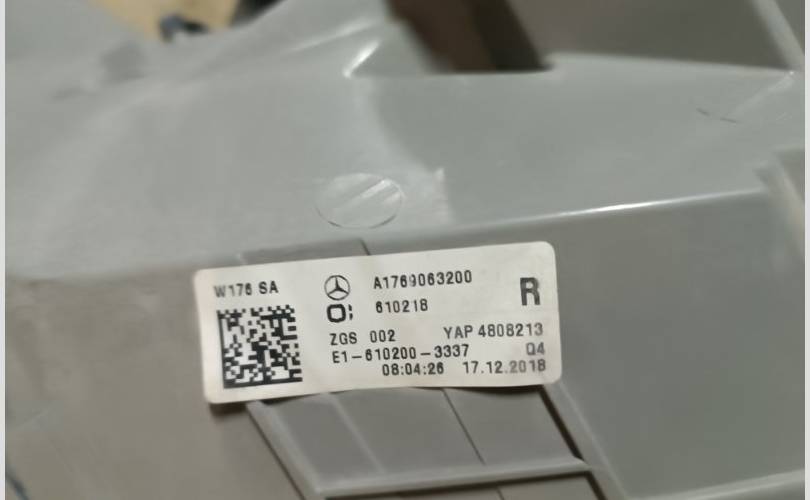 W176 SA
A1769063200
610218
R
ZGS 002 YAP 4808213
E1-610200-3337 Q4
08:04:26 17.12.2018